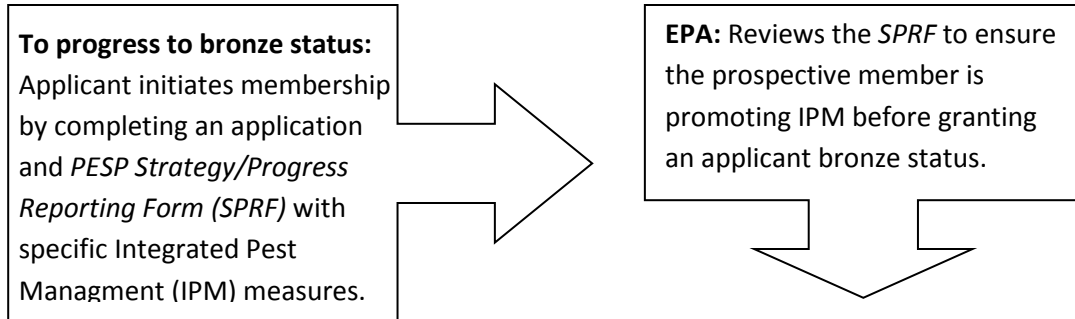 To progress to bronze status:
Applicant initiates membership
by completing an application
and PESP Strategy/Progress
Reporting Form (SPRF) with
specific Integrated Pest
Managment (IPM) measures.
EPA: Reviews the SPRF to ensure
the prospective member is
promoting IPM before granting
an applicant bronze status.